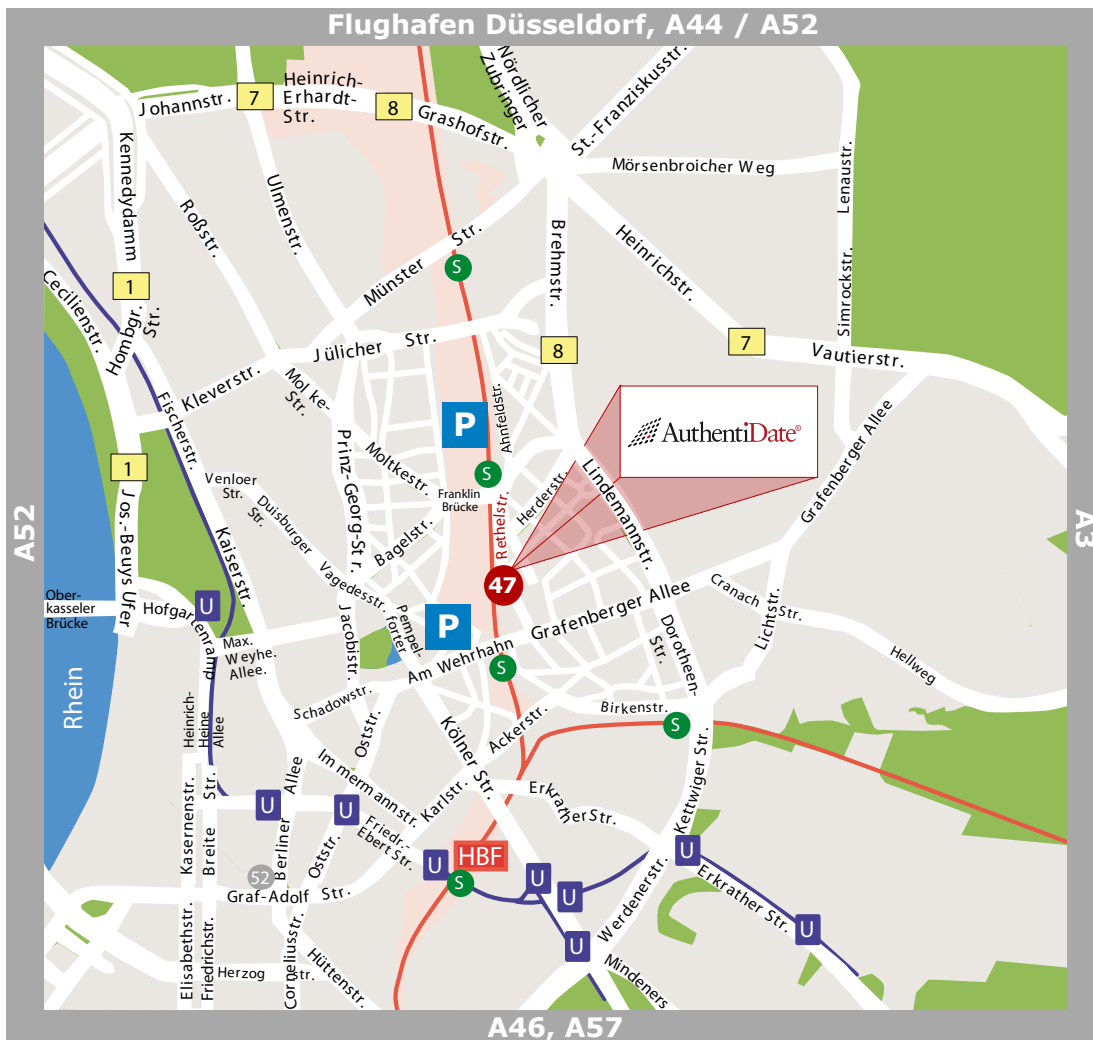 Flughafen Düsseldorf, A44 / A52
Nördlicher
Zubringer
St.-Franziskusstr.
Johannstr.
7
Heinrich-
Erhardt-
Str.
8
Grashofstr.
Mörsenbroicher Weg
Lenaustr.
Kennedydamm
Roßstr.
Ulmenstr.
Münster Str.
S
Brehmstr.
Heinrichstr.
Simrockstr.
Cecilienstr.
1
Hombgr.
Str.
Jülicher Str.
8
7
Vautierstr.
Kleverstr.
Mol ke-
Str.
Fischerstr.
P
Ahnfeldstr.
AuthentiDate®
Grafenberger Allee
Prinz-Georg-St r.
Moltkestr.
1
Venloer
Str.
S
Franklin
Brücke
Herderstr.
Lindemannstr.
Jos.-Beuys Ufer
Duisburger
Str.
Rethelstr.
A52
A3
Kaiserstr.
Bagelstr.
47
Vagedesstr.
Ober-
kasseler
Brücke
Hofgartenrand
U
Jacobistr.
Pempel-
forter
P
Grafenberger Allee
Cranach Str.
Lichtstr.
Max.
Weyhe.
Allee.
Am Wehrhahn
S
Dorotheen-
Str.
Hellweg
Rhein
Schadowstr.
Birkenstr.
S
Heinrich-
Heine
Allee
Oststr.
Kölner Str.
Ackerstr.
Im mermannstr.
Karlstr.
Erkrath
erStr.
Kettwiger Str.
Kasernenstr.
Breite Str.
U
Berliner Allee
U
Friedr.-
Ebert Str.
Oststr.
U
HBF
S
52
U
U
U
Graf-Adolf Str.
Erkrather Str.
U
Werdenerstr.
U
Elisabethstr.
Friedrichstr.
Herzog str.
Corneliusstr.
Hüttenstr.
Mindeners
A46, A57